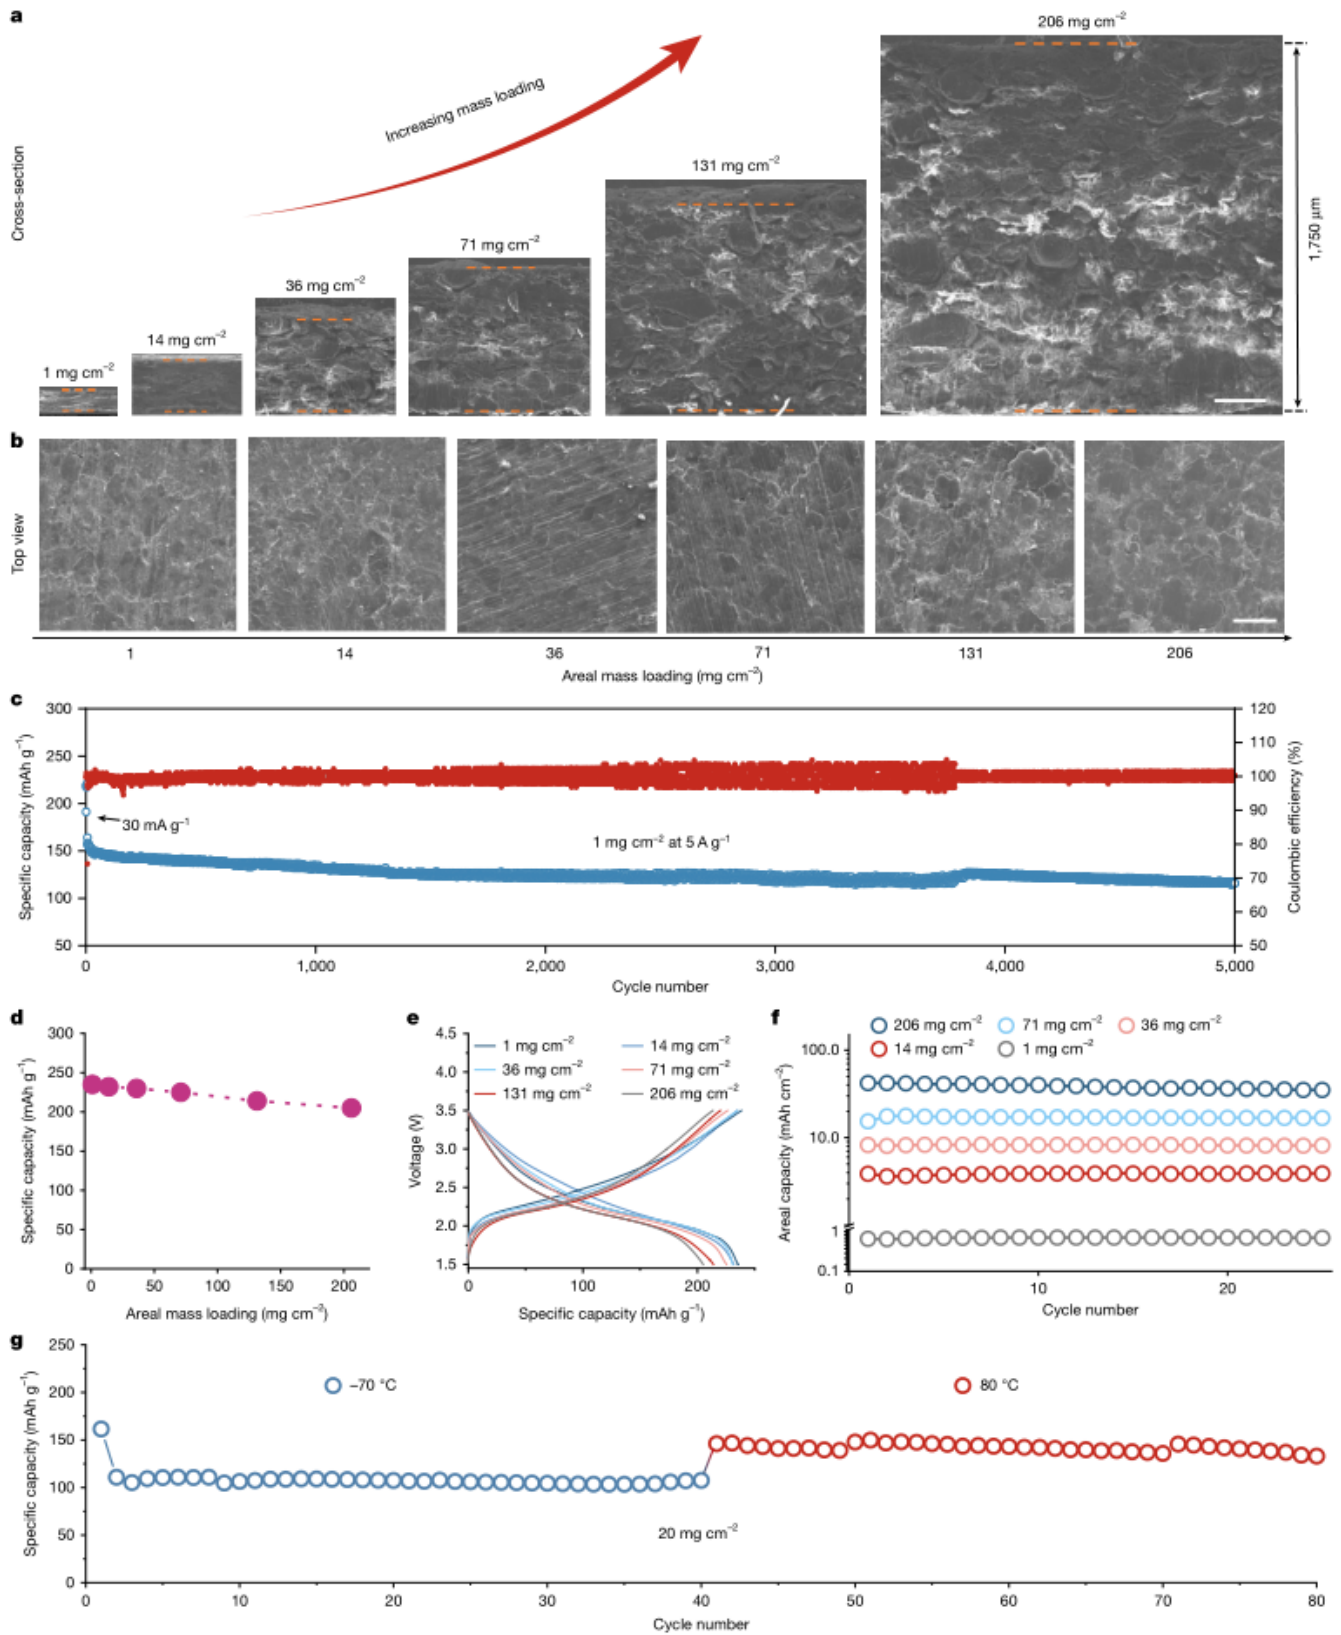 a
206 mg cm⁻²
Increasing mass loading
Cross-section
131 mg cm⁻²
1,750 μm
71 mg cm⁻²
36 mg cm⁻²
14 mg cm⁻²
1 mg cm⁻²
b
Top view
1 14 36 71 131 206
Areal mass loading (mg cm⁻²)
c
300 120
110
250
100
200
90
30 mA g⁻¹
1 mg cm⁻² at 5 A g⁻¹
150 80
70
100
60
50 50
Specific capacity (mAh g⁻¹)
Coulombic efficiency (%)
0 1,000 2,000 3,000 4,000 5,000
Cycle number
d
300
250
200
150
100
50
0
Specific capacity (mAh g⁻¹)
0 50 100 150 200
Areal mass loading (mg cm⁻²)
e
4.5
4.0
3.5
3.0
2.5
2.0
1.5
Voltage (V)
1 mg cm⁻² 14 mg cm⁻²
36 mg cm⁻² 71 mg cm⁻²
131 mg cm⁻² 206 mg cm⁻²
0 100 200
Specific capacity (mAh g⁻¹)
f
206 mg cm⁻² 71 mg cm⁻² 36 mg cm⁻²
14 mg cm⁻² 1 mg cm⁻²
100.0
10.0
1
0.1
Areal capacity (mAh cm⁻²)
0 10 20
Cycle number
g
250
200
150
100
50
0
Specific capacity (mAh g⁻¹)
−70 °C 80 °C
20 mg cm⁻²
0 10 20 30 40 50 60 70 80
Cycle number